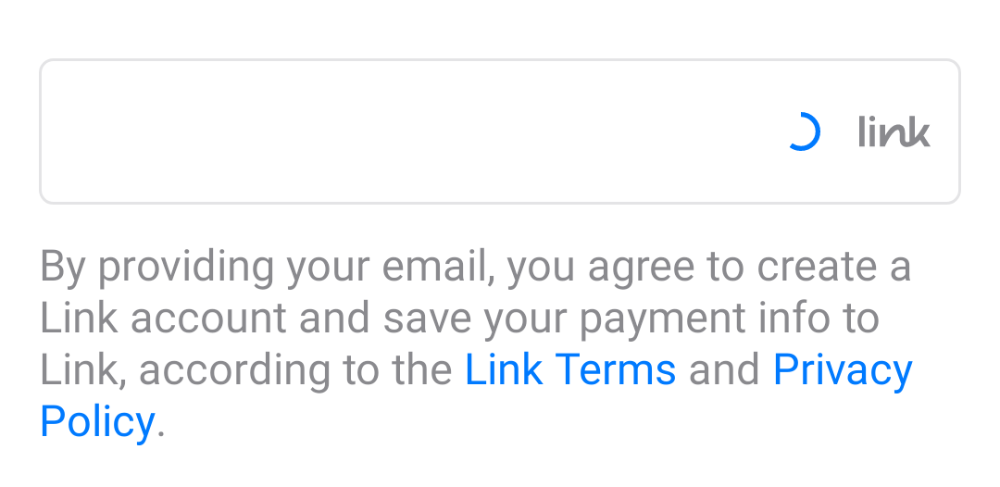 link
By providing your email, you agree to create a
Link account and save your payment info to
Link, according to the Link Terms and Privacy
Policy.